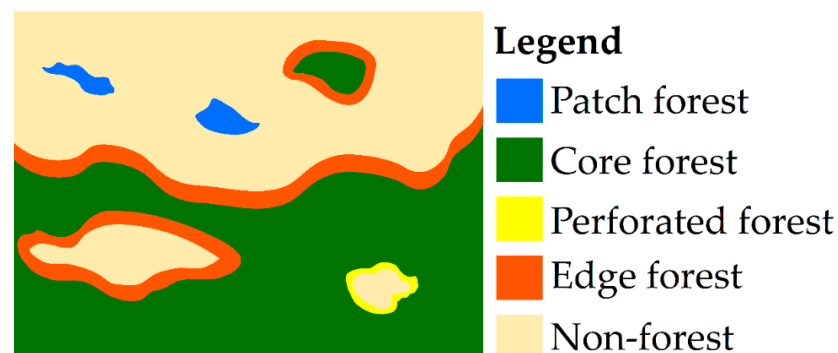 Legend
Patch forest
Core forest
Perforated forest
Edge forest
Non-forest